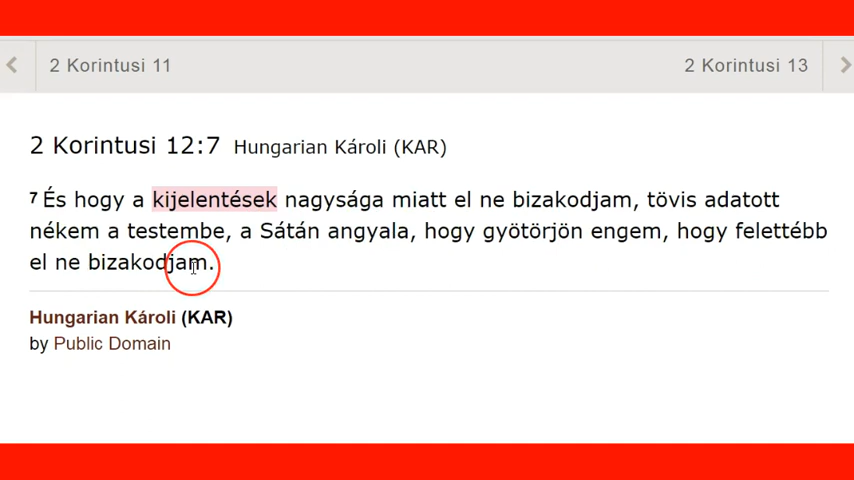 2 Korintusi 11
2 Korintusi 13
2 Korintusi 12:7 Hungarian Károli (KAR)
7 És hogy a kijelentések nagysága miatt el ne bizakodjam, tövis adatott
nékem a testembe, a Sátán angyala, hogy gyötörjön engem, hogy felettébb
el ne bizakodjam.
Hungarian Károli (KAR)
by Public Domain